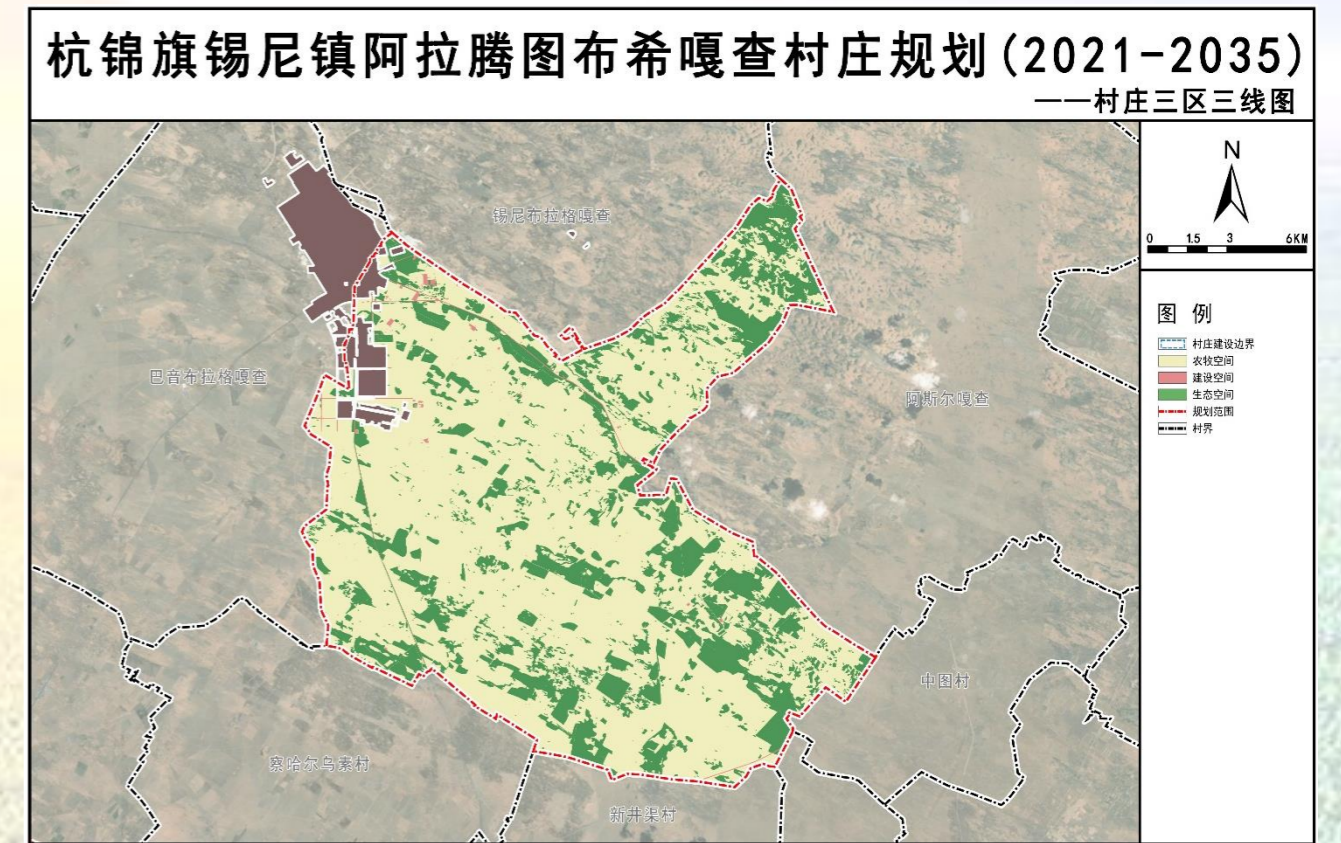 杭锦旗锡尼镇阿拉腾图布希嘎查村庄规划(2021-2035)
——村庄三区三线图
N
0 1.5 3 6KM
锡尼布拉格嘎查
巴音布拉格嘎查
阿斯尔嘎查
中图村
察哈尔乌素村
新井渠村
图 例
村庄建设边界
农牧空间
建设空间
生态空间
规划范围
村界